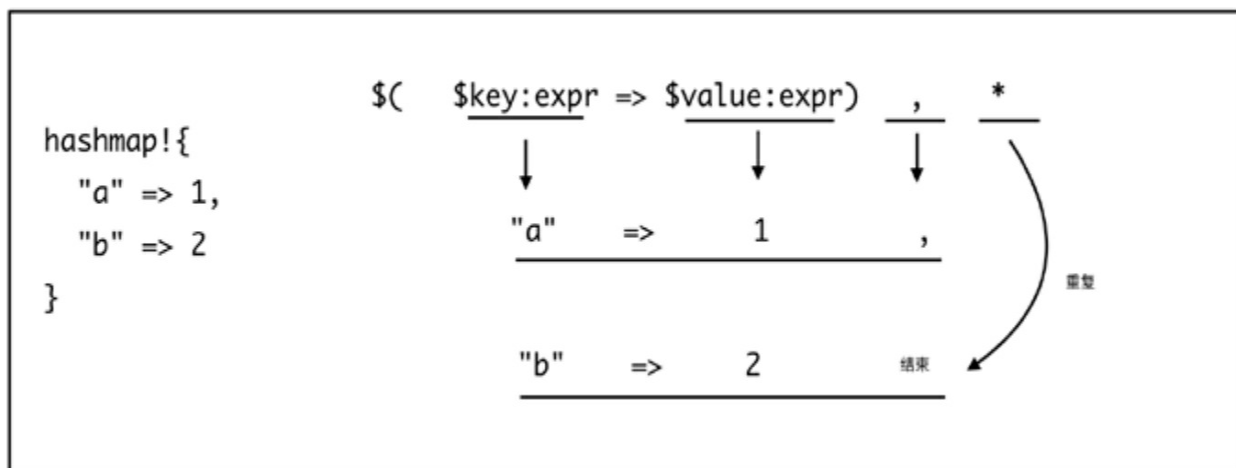 $( $key:expr => $value:expr) , *
hashmap!{
"a" => 1,
"b" => 2
}
"a" => 1 ,
重复
"b" => 2 结束